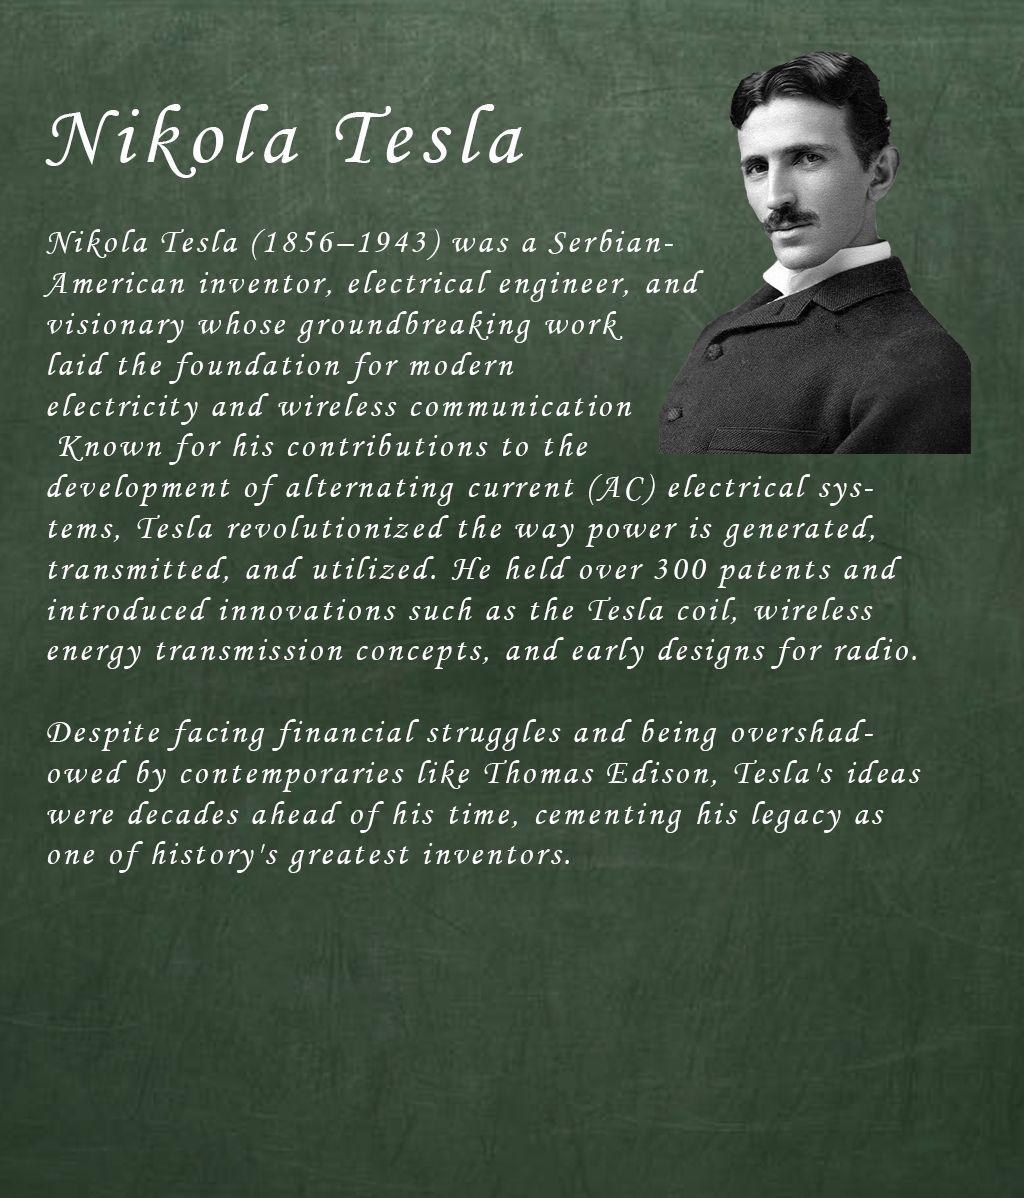 Nikola Tesla
Nikola Tesla (1856–1943) was a Serbian-
American inventor, electrical engineer, and
visionary whose groundbreaking work
laid the foundation for modern
electricity and wireless communication
Known for his contributions to the
development of alternating current (AC) electrical sys-
tems, Tesla revolutionized the way power is generated,
transmitted, and utilized. He held over 300 patents and
introduced innovations such as the Tesla coil, wireless
energy transmission concepts, and early designs for radio.
Despite facing financial struggles and being overshad-
owed by contemporaries like Thomas Edison, Tesla's ideas
were decades ahead of his time, cementing his legacy as
one of history's greatest inventors.